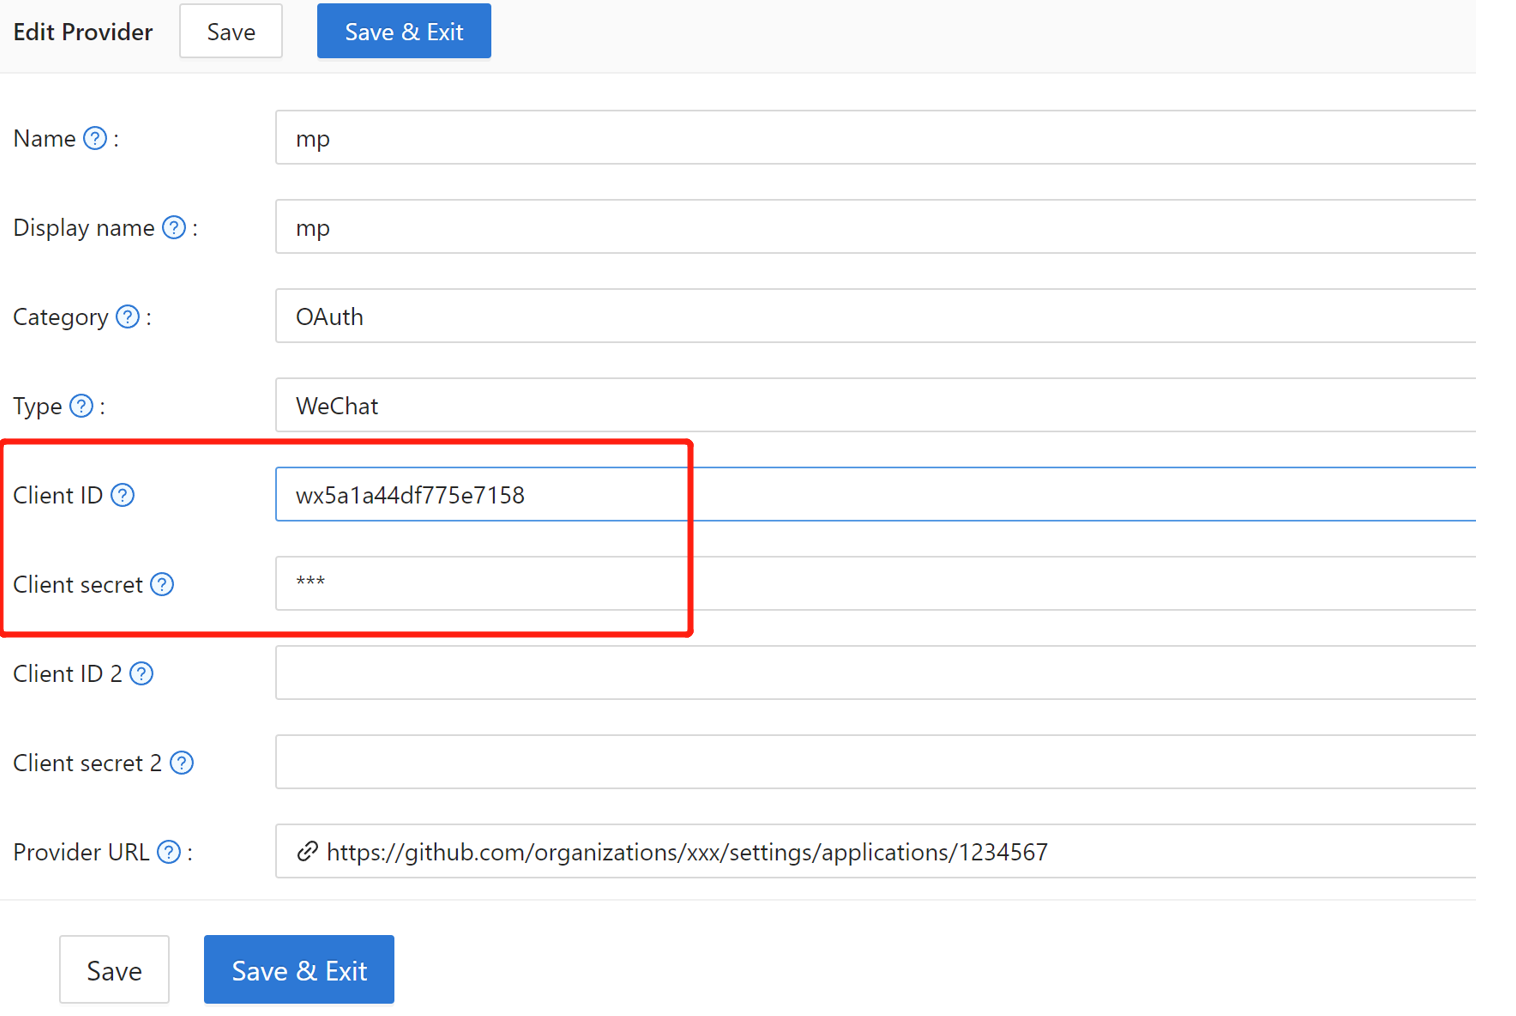 Edit Provider Save Save & Exit
Name ? : mp
Display name ? : mp
Category ? : OAuth
Type ? : WeChat
Client ID ? wx5a1a44df775e7158
Client secret ? ***
Client ID 2 ?
Client secret 2 ?
Provider URL ? : https://github.com/organizations/xxx/settings/applications/1234567
Save Save & Exit